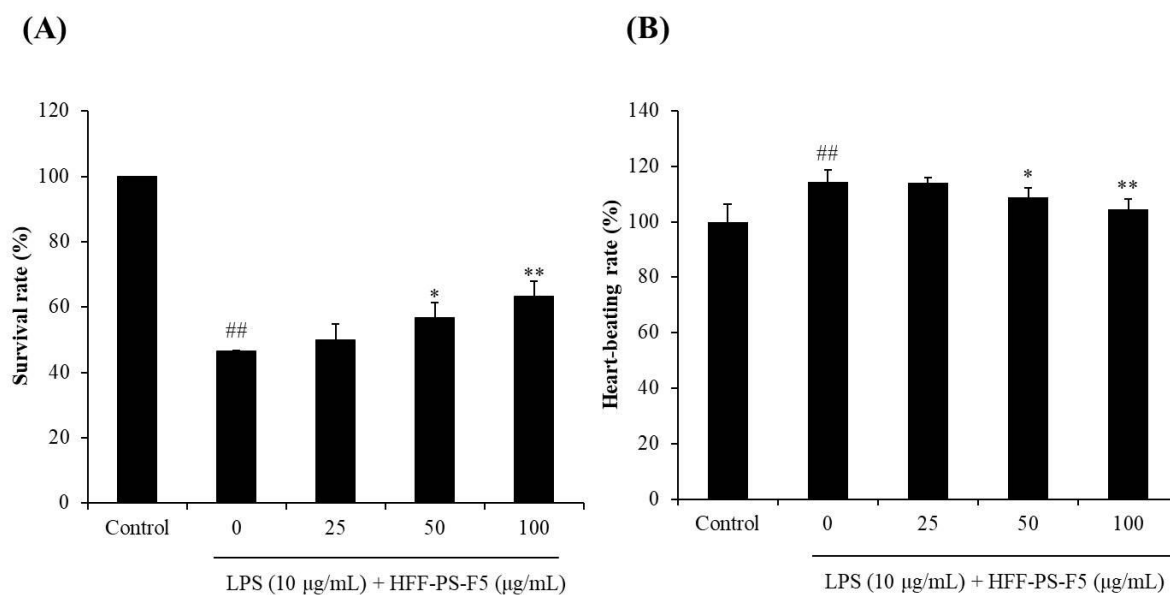 (A)
Survival rate (%)
120
100
80
60
40
20
0
##
*
**
Control 0 25 50 100
LPS (10 µg/mL) + HFF-PS-F5 (µg/mL)
(B)
Heart-beating rate (%)
140
120
100
80
60
40
20
0
##
*
**
Control 0 25 50 100
LPS (10 µg/mL) + HFF-PS-F5 (µg/mL)